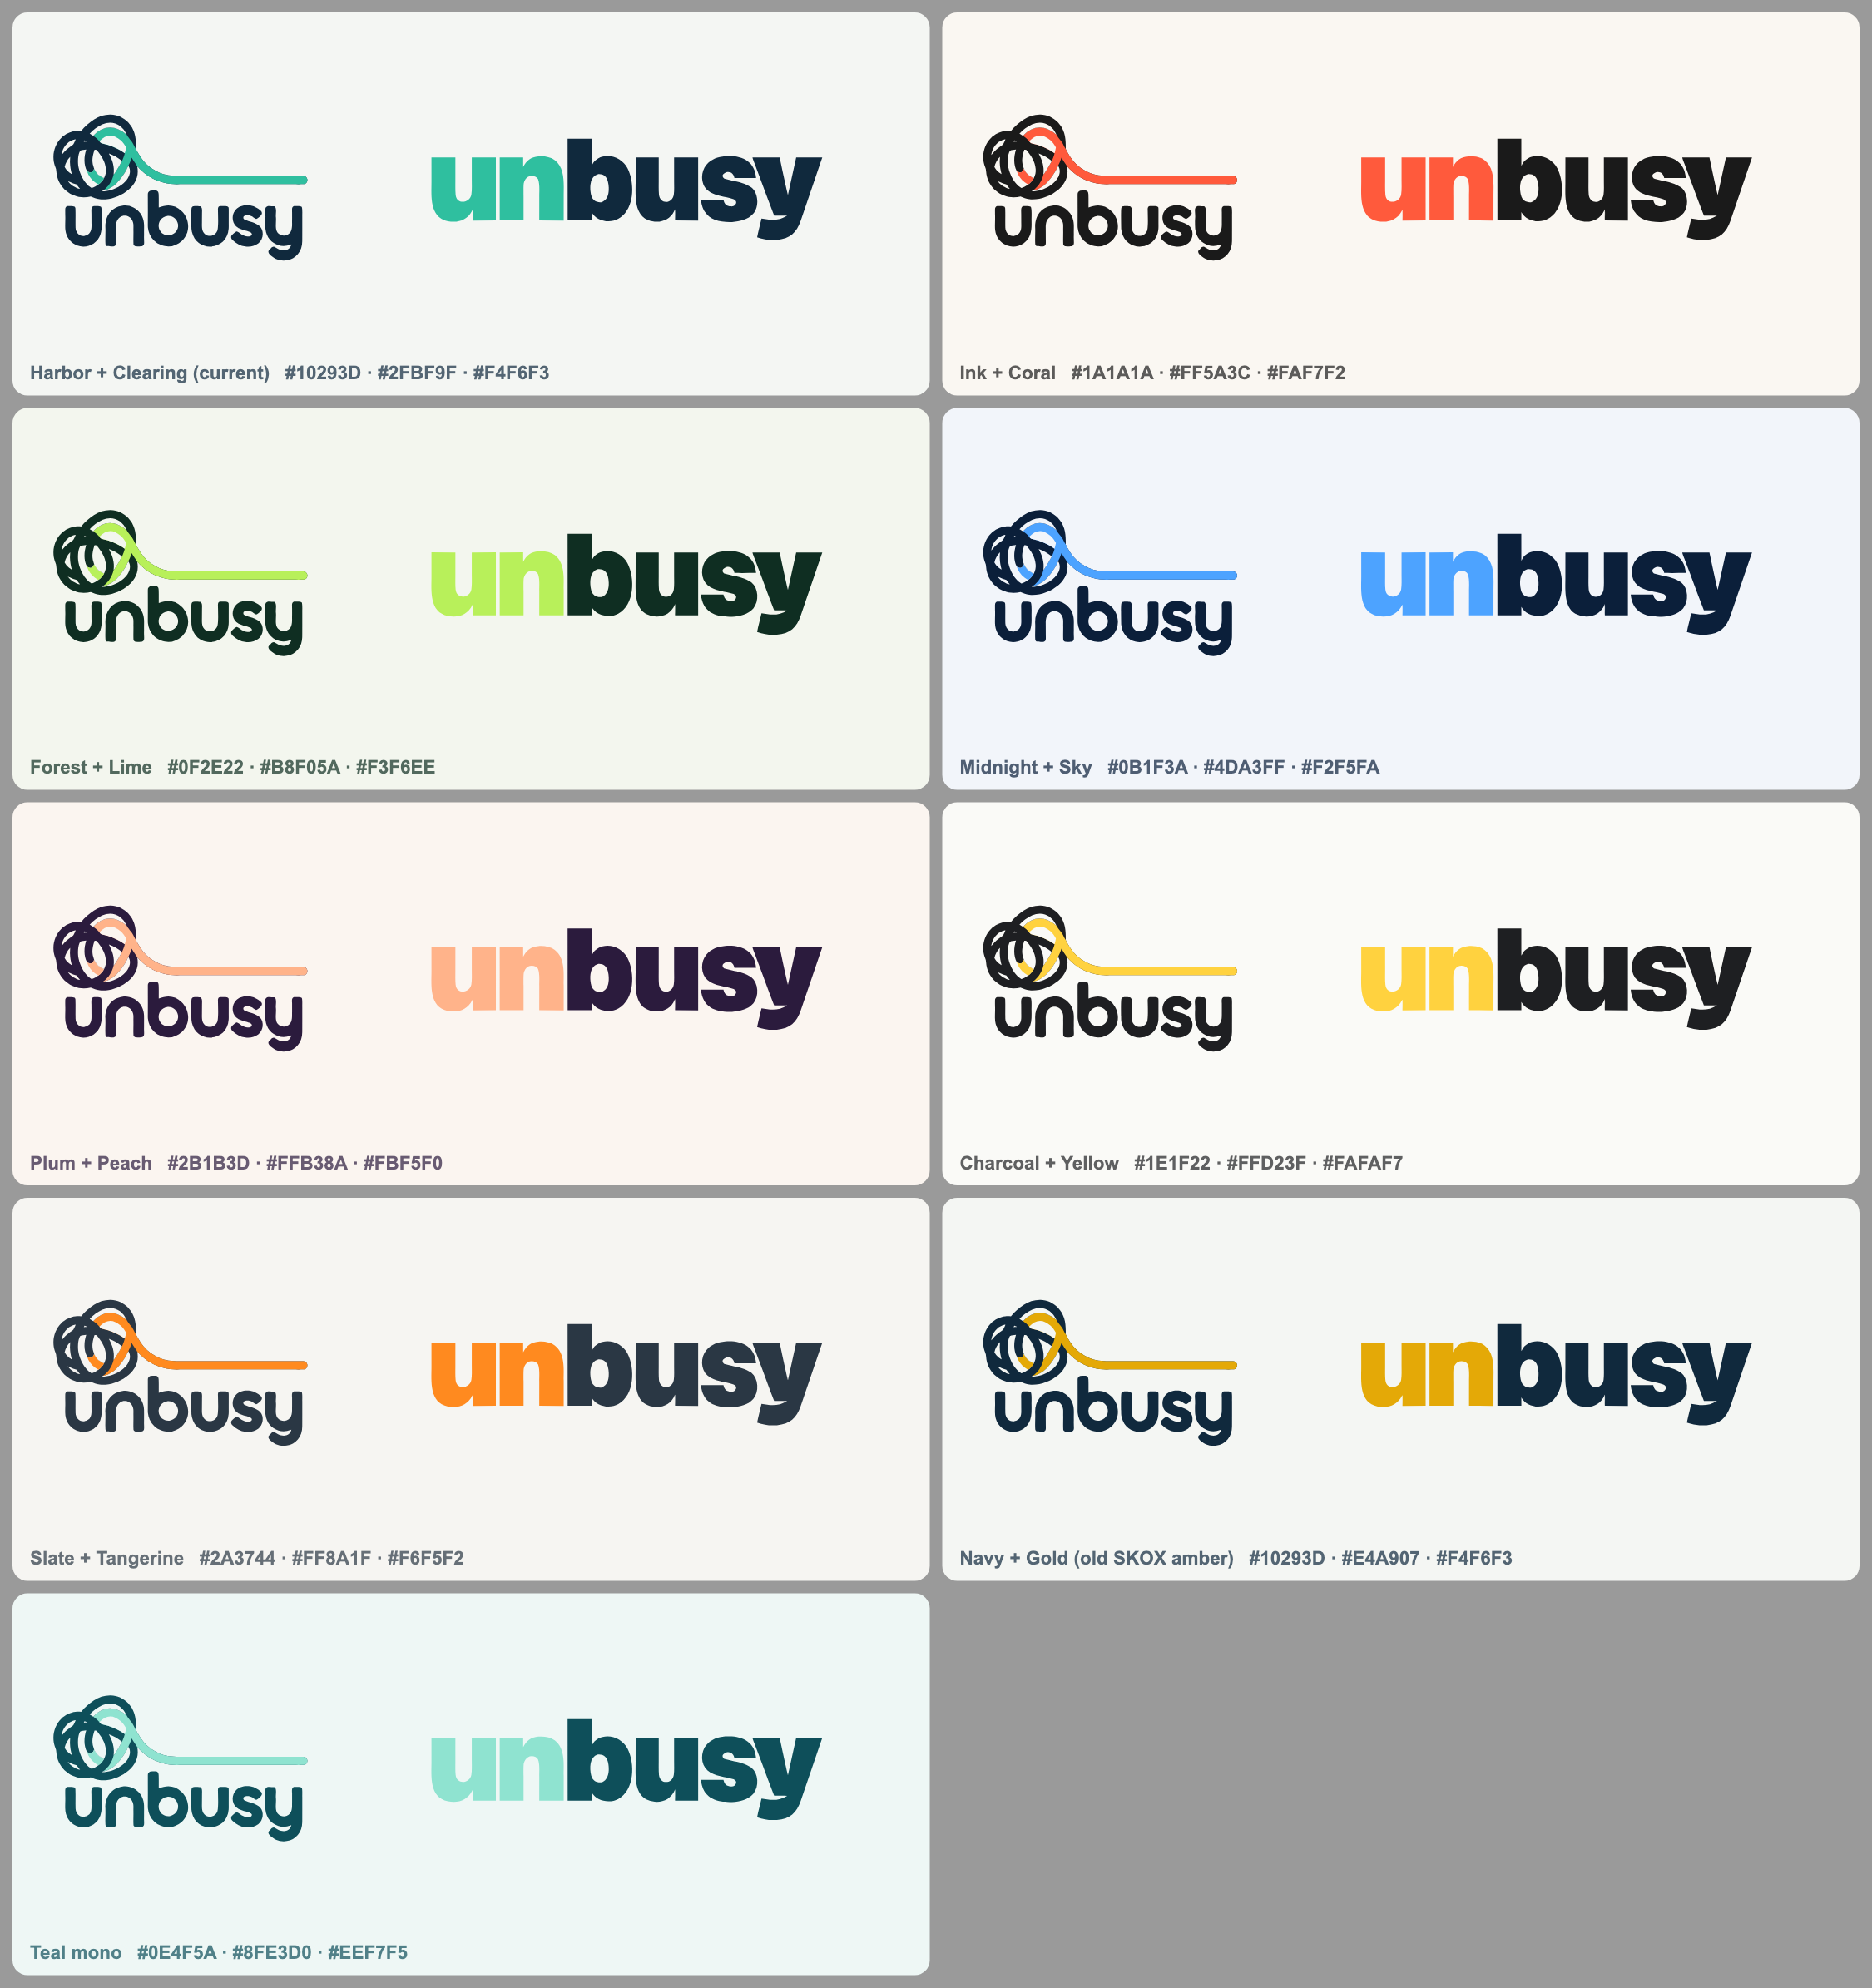 unbusy
unbusy
Harbor + Clearing (current) #10293D · #2FBF9F · #F4F6F3
unbusy
unbusy
Ink + Coral #1A1A1A · #FF5A3C · #FAF7F2
unbusy
unbusy
Forest + Lime #0F2E22 · #B8F05A · #F3F6EE
unbusy
unbusy
Midnight + Sky #0B1F3A · #4DA3FF · #F2F5FA
unbusy
unbusy
Plum + Peach #2B1B3D · #FFB38A · #FBF5F0
unbusy
unbusy
Charcoal + Yellow #1E1F22 · #FFD23F · #FAFAF7
unbusy
unbusy
Slate + Tangerine #2A3744 · #FF8A1F · #F6F5F2
unbusy
unbusy
Navy + Gold (old SKOX amber) #10293D · #E4A907 · #F4F6F3
unbusy
unbusy
Teal mono #0E4F5A · #8FE3D0 · #EEF7F5